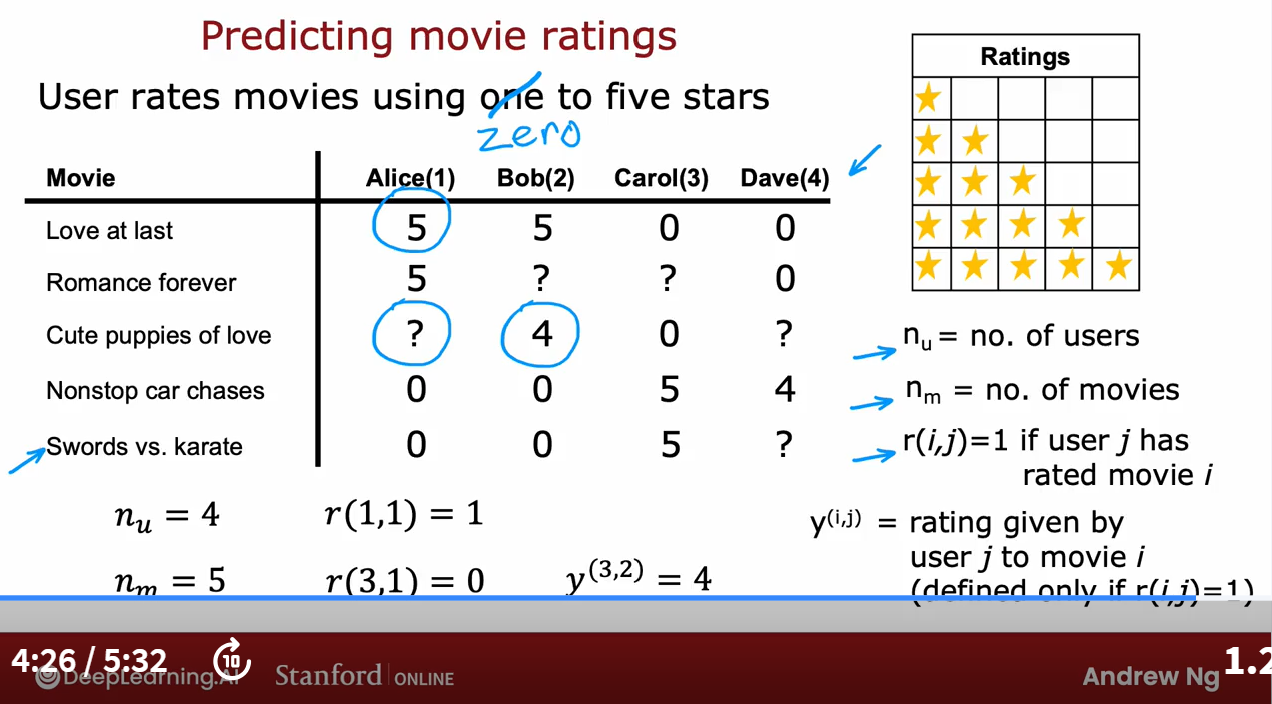 Predicting movie ratings
User rates movies using one to five stars
zero
Ratings
Movie Alice(1) Bob(2) Carol(3) Dave(4)
Love at last 5 5 0 0
Romance forever 5 ? ? 0
Cute puppies of love ? 4 0 ?
Nonstop car chases 0 0 5 4
Swords vs. karate 0 0 5 ?
nᵤ = no. of users
nₘ = no. of movies
r(i,j)=1 if user j has
rated movie i
y⁽ⁱ,ʲ⁾ = rating given by
user j to movie i
(defined only if r(i,j)=1)
nᵤ = 4 r(1,1) = 1
nₘ = 5 r(3,1) = 0 y⁽³,²⁾ = 4
4:26 / 5:32 10 1.2
DeepLearning.AI Stanford ONLINE Andrew Ng